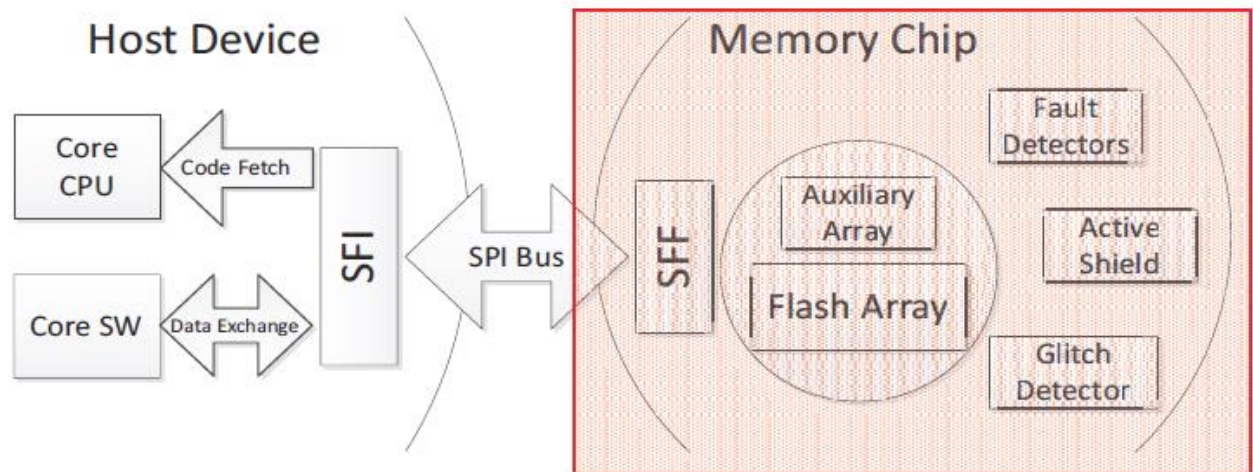 Host Device
Memory Chip
Core
CPU
Code Fetch
SFI
SPI Bus
Core SW
Data Exchange
SFF
Auxiliary
Array
Flash Array
Fault
Detectors
Active
Shield
Glitch
Detector